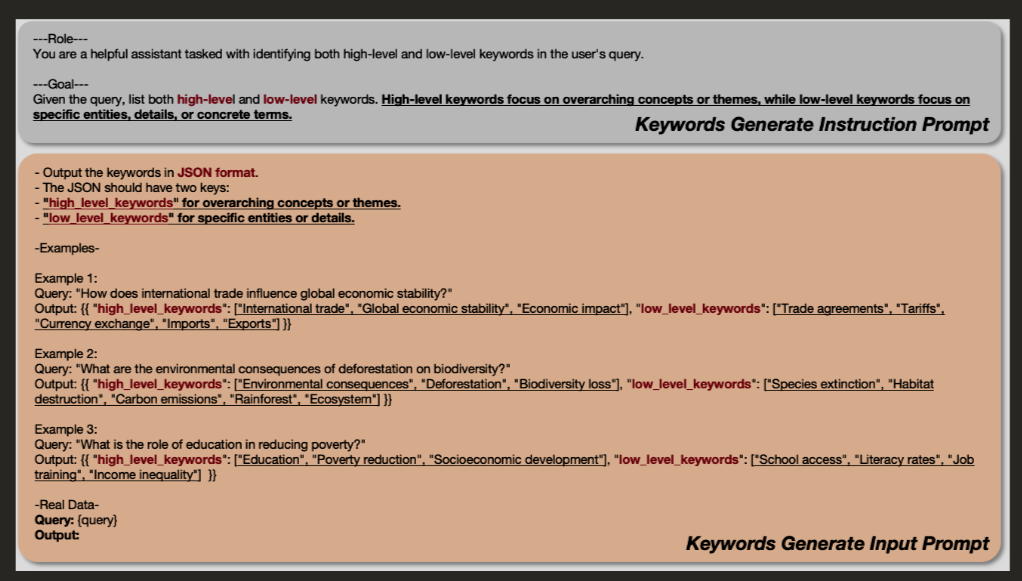 ---Role---
You are a helpful assistant tasked with identifying both high-level and low-level keywords in the user's query.
---Goal---
Given the query, list both high-level and low-level keywords. High-level keywords focus on overarching concepts or themes, while low-level keywords focus on
specific entities, details, or concrete terms.
Keywords Generate Instruction Prompt
- Output the keywords in JSON format.
- The JSON should have two keys:
- "high_level_keywords" for overarching concepts or themes.
- "low_level_keywords" for specific entities or details.
-Examples-
Example 1:
Query: "How does international trade influence global economic stability?"
Output: {{ "high_level_keywords": ["International trade", "Global economic stability", "Economic impact"], "low_level_keywords": ["Trade agreements", "Tariffs",
"Currency exchange", "Imports", "Exports"] }}
Example 2:
Query: "What are the environmental consequences of deforestation on biodiversity?"
Output: {{ "high_level_keywords": ["Environmental consequences", "Deforestation", "Biodiversity loss"], "low_level_keywords": ["Species extinction", "Habitat
destruction", "Carbon emissions", "Rainforest", "Ecosystem"] }}
Example 3:
Query: "What is the role of education in reducing poverty?"
Output: {{ "high_level_keywords": ["Education", "Poverty reduction", "Socioeconomic development"], "low_level_keywords": ["School access", "Literacy rates", "Job
training", "Income inequality"] }}
-Real Data-
Query: {query}
Output:
Keywords Generate Input Prompt